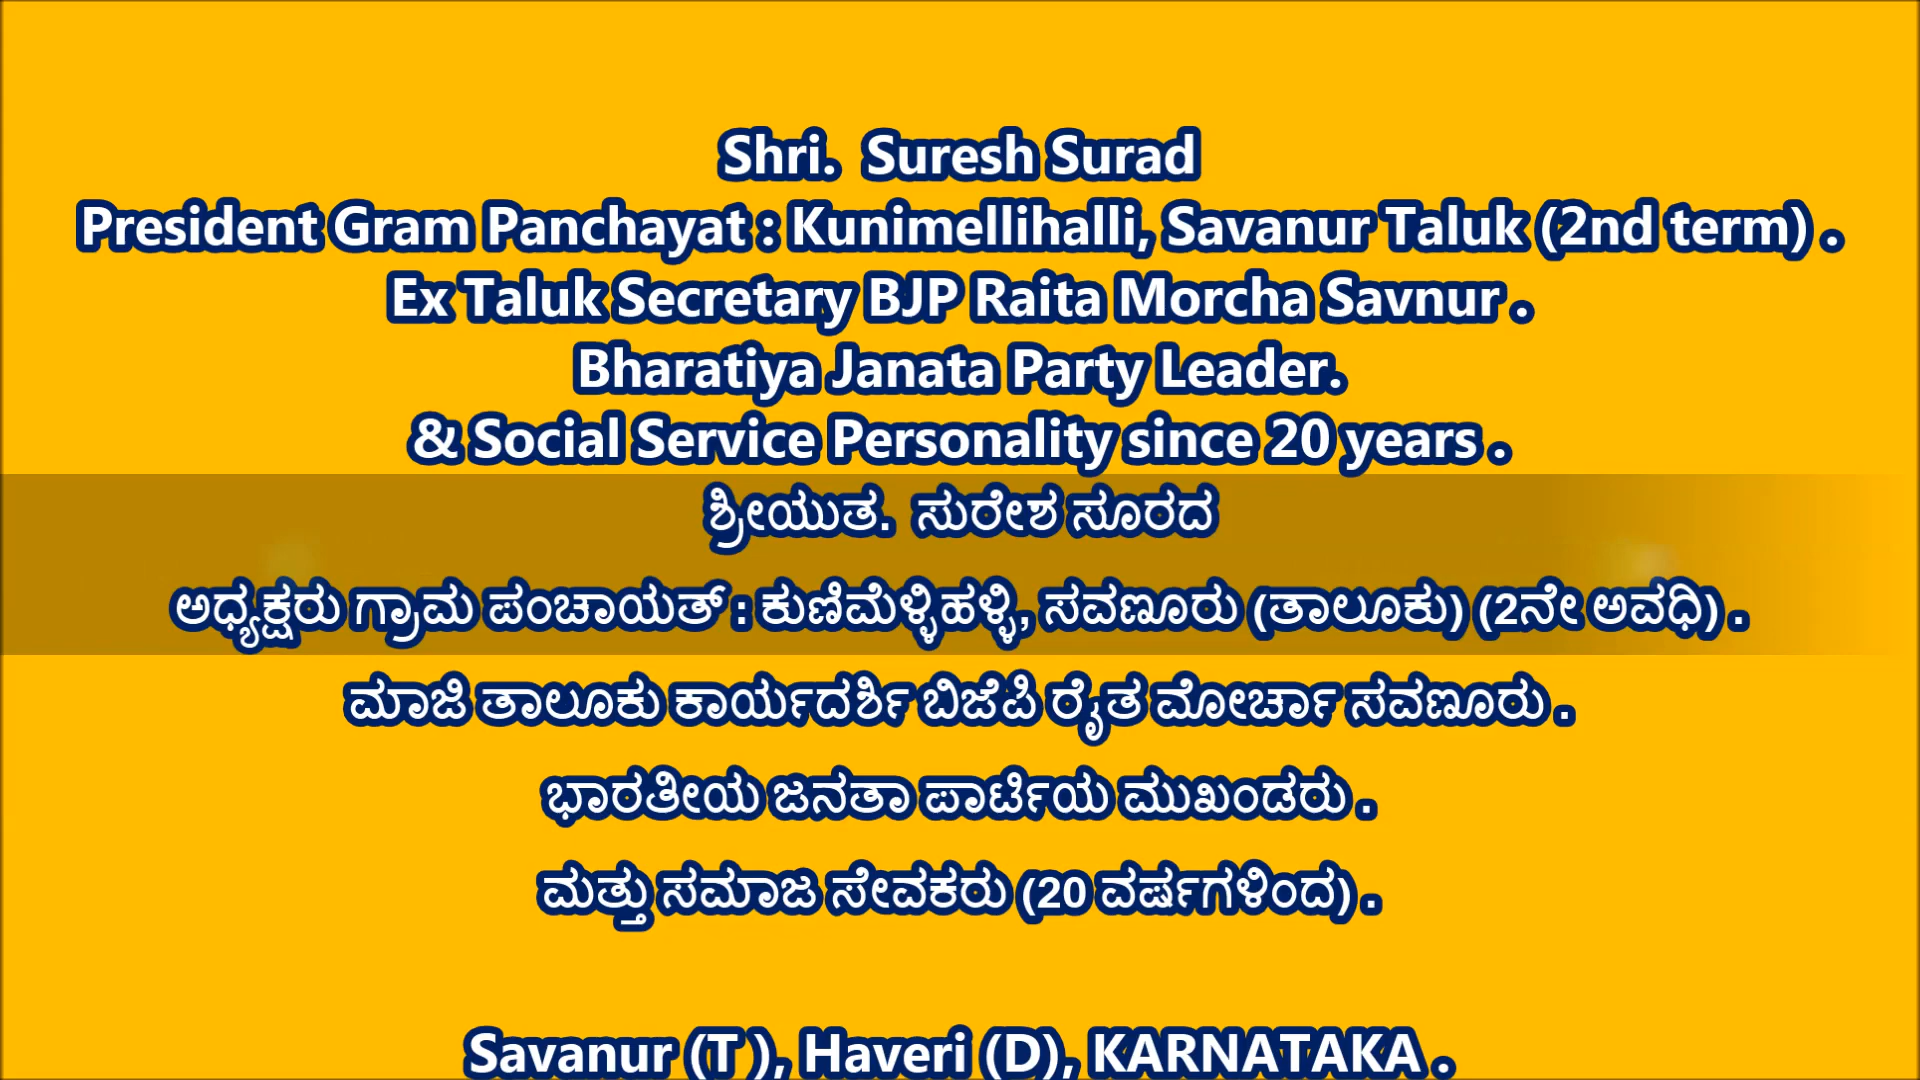 Shri. Suresh Surad
President Gram Panchayat : Kunimellihalli, Savanur Taluk (2nd term) .
Ex Taluk Secretary BJP Raita Morcha Savnur .
Bharatiya Janata Party Leader.
& Social Service Personality since 20 years .
ಶ್ರೀಯುತ. ಸುರೇಶ ಸೂರದ
ಅಧ್ಯಕ್ಷರು ಗ್ರಾಮ ಪಂಚಾಯತ್ : ಕುಣಿಮೆಳ್ಳಿಹಳ್ಳಿ, ಸವಣೂರು (ತಾಲೂಕು) (2ನೇ ಅವಧಿ) .
ಮಾಜಿ ತಾಲೂಕು ಕಾರ್ಯದರ್ಶಿ ಬಿಜೆಪಿ ರೈತ ಮೋರ್ಚಾ ಸವಣೂರು .
ಭಾರತೀಯ ಜನತಾ ಪಾರ್ಟಿಯ ಮುಖಂಡರು .
ಮತ್ತು ಸಮಾಜ ಸೇವಕರು (20 ವರ್ಷಗಳಿಂದ) .
Savanur (T ), Haveri (D), KARNATAKA .